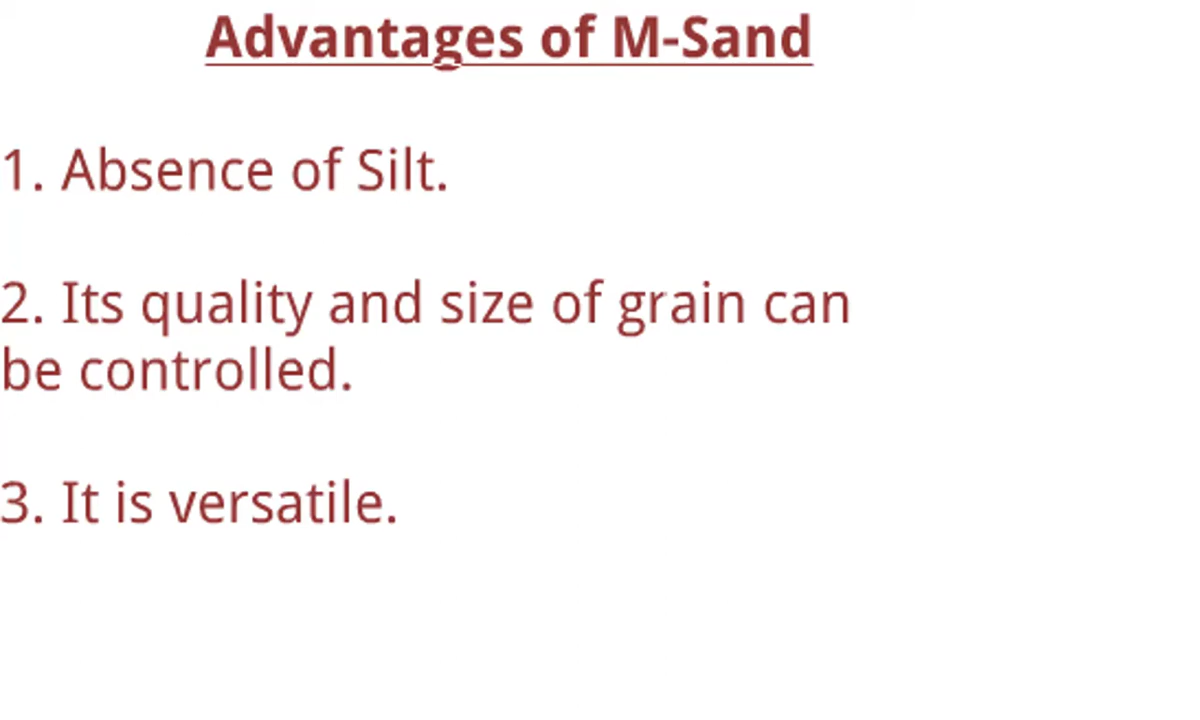 Advantages of M-Sand
1. Absence of Silt.
2. Its quality and size of grain can
be controlled.
3. It is versatile.